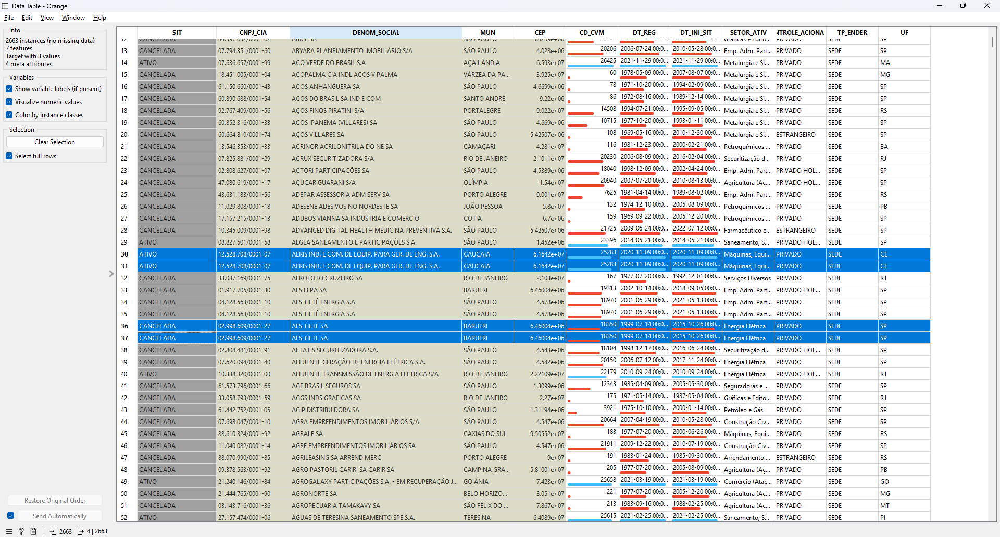 Data Table - Orange
File Edit View Window Help
Info
2663 instances (no missing data)
7 features
Target with 3 values
4 meta attributes
Variables
Show variable labels (if present)
Visualize numeric values
Color by instance classes
Selection
Clear Selection
Select full rows
Restore Original Order
Send Automatically
2663 4 | 2663
SIT CNPJ_CIA DENOM_SOCIAL MUN CEP CD_CVM DT_REG DT_INI_SIT SETOR_ATIV NTROLE_ACIONA TP_ENDER UF
12 CANCELADA ABRIL SA SÃO PAULO PRIVADO SEDE SP
13 CANCELADA 07.794.351/0001-60 ABYARA PLANEJAMENTO IMOBILIÁRIO S/A SÃO PAULO 4.028e+06 20206 2006-07-24 00:0... 2010-05-28 00:0... Emp. Adm. Part... PRIVADO SEDE SP
14 ATIVO 07.636.657/0001-99 ACO VERDE DO BRASIL S.A AÇAILÂNDIA 6.593e+07 26425 2021-11-29 00:0... 2021-11-29 00:0... Metalurgia e Si... PRIVADO SEDE MA
15 CANCELADA 18.451.005/0001-04 ACOPALMA CIA INDL ACOS V PALMA VÁRZEA DA PA... 3.925e+07 60 1978-05-09 00:0... 2007-08-07 00:0... Metalurgia e Si... PRIVADO SEDE MG
16 CANCELADA 61.150.660/0001-43 ACOS ANHANGUERA SA SÃO PAULO 4.6699e+06 78 1971-10-20 00:0... 1994-02-09 00:0... Metalurgia e Si... PRIVADO SEDE SP
17 CANCELADA 60.890.688/0001-54 ACOS DO BRASIL SA IND E COM SANTO ANDRÉ 9.22e+06 86 1972-08-16 00:0... 1989-12-14 00:0... Metalurgia e Si... PRIVADO SEDE SP
18 CANCELADA 92.767.409/0001-56 AÇOS FINOS PIRATINI S/A PORTALEGRE 9.022e+07 14508 1994-07-21 00:0... 1995-09-05 00:0... Metalurgia e Si... PRIVADO SEDE RS
19 CANCELADA 60.852.316/0001-33 ACOS IPANEMA (VILLARES) SA SÃO PAULO 4.669e+06 10715 1977-10-20 00:0... 1993-01-11 00:0... Metalurgia e Si... PRIVADO SEDE SP
20 CANCELADA 60.664.810/0001-74 AÇOS VILLARES SA SÃO PAULO 5.42507e+06 108 1969-05-16 00:0... 2010-12-30 00:0... Metalurgia e Si... ESTRANGEIRO SEDE SP
21 CANCELADA 13.546.353/0001-33 ACRINOR ACRILONITRILA DO NE SA CAMAÇARI 4.281e+07 116 1981-12-23 00:0... 2000-02-21 00:0... Petroquímicos ... PRIVADO SEDE BA
22 CANCELADA 07.825.881/0001-29 ACRUX SECURITIZADORA S/A RIO DE JANEIRO 2.1011e+07 20230 2006-08-09 00:0... 2016-02-04 00:0... Securitização d... PRIVADO SEDE RJ
23 CANCELADA 02.808.627/0001-07 ACTORI PARTICIPAÇÕES SA SÃO PAULO 4.5389e+06 18040 1998-12-09 00:0... 2002-04-24 00:0... Emp. Adm. Part... PRIVADO HOL... SEDE SP
24 CANCELADA 47.080.619/0001-17 AÇUCAR GUARANI S/A OLÍMPIA 1.54e+07 20940 2007-07-20 00:0... 2010-08-13 00:0... Agricultura (Aç... PRIVADO HOL... SEDE SP
25 CANCELADA 43.631.183/0001-56 ADEPAR ASSESSORIA ADM SERV SA PORTO ALEGRE 9.001e+07 7625 1981-04-14 00:0... 1989-08-02 00:0... Emp. Adm. Part... PRIVADO SEDE RS
26 CANCELADA 11.029.808/0001-18 ADESENE ADESIVOS NO NORDESTE SA JOÃO PESSOA 5.8e+07 132 1974-12-10 00:0... 2005-08-09 00:0... Petroquímicos ... PRIVADO SEDE PB
27 CANCELADA 17.157.215/0001-13 ADUBOS VIANNA SA INDUSTRIA E COMERCIO COTIA 6.7e+06 159 1969-09-22 00:0... 2005-12-20 00:0... Petroquímicos ... PRIVADO SEDE SP
28 CANCELADA 10.345.009/0001-98 ADVANCED DIGITAL HEALTH MEDICINA PREVENTIVA S.A. SÃO PAULO 5.42507e+06 21725 2009-06-24 00:0... 2022-07-12 00:0... Farmacêutico e... ESTRANGEIRO SEDE SP
29 ATIVO 08.827.501/0001-58 AEGEA SANEAMENTO E PARTICIPAÇÕES S.A. SÃO PAULO 1.452e+06 23396 2014-05-21 00:0... 2014-05-21 00:0... Saneamento, S... PRIVADO HOL... SEDE SP
30 ATIVO 12.528.708/0001-07 AERIS IND. E COM. DE EQUIP. PARA GER. DE ENG. S.A. CAUCAIA 6.1642e+07 25283 2020-11-09 00:0... 2020-11-09 00:0... Máquinas, Equi... PRIVADO SEDE CE
31 ATIVO 12.528.708/0001-07 AERIS IND. E COM. DE EQUIP. PARA GER. DE ENG. S.A. CAUCAIA 6.1642e+07 25283 2020-11-09 00:0... 2020-11-09 00:0... Máquinas, Equi... PRIVADO SEDE CE
32 CANCELADA 33.037.169/0001-75 AEROFOTO CRUZEIRO SA RIO DE JANEIRO 2.103e+07 167 1977-07-20 00:0... 1992-12-01 00:0... Serviços Diversos PRIVADO SEDE RJ
33 CANCELADA 01.917.705/0001-30 AES ELPA SA BARUERI 6.46004e+06 19313 2002-10-14 00:0... 2018-09-05 00:0... Emp. Adm. Part... PRIVADO HOL... SEDE SP
34 CANCELADA 04.128.563/0001-10 AES TIETÊ ENERGIA S.A SÃO PAULO 4.578e+06 18970 2001-06-29 00:0... 2021-05-13 00:0... Emp. Adm. Part... PRIVADO SEDE SP
35 CANCELADA 04.128.563/0001-10 AES TIETÊ ENERGIA S.A SÃO PAULO 4.578e+06 18970 2001-06-29 00:0... 2021-05-13 00:0... Emp. Adm. Part... PRIVADO SEDE SP
36 CANCELADA 02.998.609/0001-27 AES TIETE SA BARUERI 6.46004e+06 18350 1999-07-14 00:0... 2015-10-26 00:0... Energia Elétrica PRIVADO SEDE SP
37 CANCELADA 02.998.609/0001-27 AES TIETE SA BARUERI 6.46004e+06 18350 1999-07-14 00:0... 2015-10-26 00:0... Energia Elétrica PRIVADO SEDE SP
38 CANCELADA 02.808.481/0001-91 AETATIS SECURITIZADORA S.A. SÃO PAULO 4.543e+06 18104 1998-12-17 00:0... 2016-06-24 00:0... Securitização d... PRIVADO HOL... SEDE SP
39 CANCELADA 07.620.094/0001-40 AFLUENTE GERAÇÃO DE ENERGIA ELÉTRICA S.A. SÃO PAULO 4.542e+06 20150 2006-07-12 00:0... 2017-11-24 00:0... Energia Elétrica PRIVADO SEDE SP
40 ATIVO 10.338.320/0001-00 AFLUENTE TRANSMISSÃO DE ENERGIA ELETRICA S/A RIO DE JANEIRO 2.22109e+07 22179 2010-09-24 00:0... 2010-09-24 00:0... Energia Elétrica PRIVADO HOL... SEDE RJ
41 CANCELADA 61.573.796/0001-66 AGF BRASIL SEGUROS SA SÃO PAULO 1.3099e+06 12343 1985-04-09 00:0... 2005-05-30 00:0... Seguradoras e ... PRIVADO SEDE SP
42 CANCELADA 33.058.793/0001-59 AGGS INDS GRAFICAS SA RIO DE JANEIRO 2.27e+07 175 1971-05-14 00:0... 1987-05-04 00:0... Gráficas e Edito... PRIVADO SEDE RJ
43 CANCELADA 61.442.752/0001-05 AGIP DISTRIBUIDORA SA SÃO PAULO 1.31194e+06 3921 1975-10-10 00:0... 2000-01-14 00:0... Petróleo e Gás PRIVADO SEDE SP
44 CANCELADA 07.698.047/0001-10 AGRA EMPREENDIMENTOS IMOBILIÁRIOS S/A SÃO PAULO 4.547e+06 20664 2007-04-19 00:0... 2010-05-28 00:0... Construção Civ... PRIVADO SEDE SP
45 CANCELADA 88.610.324/0001-92 AGRALE SA CAXIAS DO SUL 9.50552e+07 183 1977-07-20 00:0... 2000-06-26 00:0... Máquinas, Equi... PRIVADO SEDE RS
46 CANCELADA 11.040.082/0001-14 AGRE EMPREENDIMENTOS IMOBILIÁRIOS SA SÃO PAULO 4.547e+06 21911 2009-12-22 00:0... 2010-07-19 00:0... Construção Civ... PRIVADO SEDE SP
47 CANCELADA 88.070.990/0001-85 AGRILEASING SA ARREND MERC PORTO ALEGRE 9e+07 191 1983-01-24 00:0... 1985-09-30 00:0... Arrendamento ... ESTRANGEIRO SEDE RS
48 CANCELADA 09.378.563/0001-92 AGRO PASTORIL CARIRI SA CARIRISA CAMPINA GRA... 5.81001e+07 205 1977-07-20 00:0... 2005-08-09 00:0... Agricultura (Aç... PRIVADO SEDE PB
49 ATIVO 21.240.146/0001-84 AGROGALAXY PARTICIPAÇÕES S.A. - EM RECUPERAÇÃO J... GOIÂNIA 7.423e+07 25658 2021-03-19 00:0... 2021-03-19 00:0... Comércio (Atac... PRIVADO SEDE GO
50 CANCELADA 21.444.765/0001-90 AGRONORTE SA BELO HORIZO... 3.051e+07 221 1977-07-20 00:0... 2005-12-20 00:0... Agricultura (Aç... PRIVADO SEDE MG
51 CANCELADA 03.143.716/0001-36 AGROPECUARIA TAMAKAVY SA SÃO FÉLIX DO ... 7.867e+07 213 1983-09-16 00:0... 1988-02-25 00:0... Agricultura (Aç... PRIVADO SEDE MT
52 ATIVO 27.157.474/0001-06 ÁGUAS DE TERESINA SANEAMENTO SPE S.A. TERESINA 6.4089e+07 25615 2021-02-25 00:0... 2021-02-25 00:0... Saneamento, S... PRIVADO SEDE PI